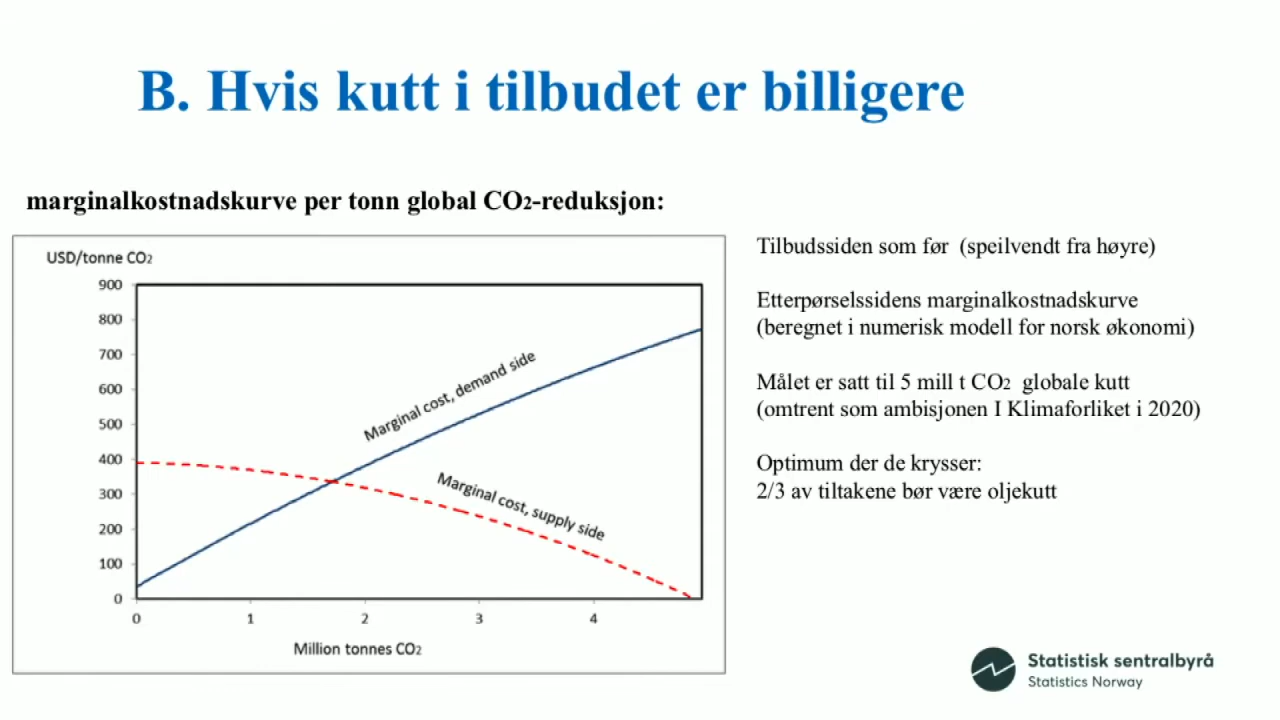 B. Hvis kutt i tilbudet er billigere
marginalkostnadskurve per tonn global CO2-reduksjon:
USD/tonne CO2
900
800
700
600
500
400
300
200
100
0
Marginal cost, demand side
Marginal cost, supply side
0 1 2 3 4
Million tonnes CO2
Tilbudssiden som før (speilvendt fra høyre)
Etterpørselssidens marginalkostnadskurve
(beregnet i numerisk modell for norsk økonomi)
Målet er satt til 5 mill t CO2 globale kutt
(omtrent som ambisjonen I Klimaforliket i 2020)
Optimum der de krysser:
2/3 av tiltakene bør være oljekutt
Statistisk sentralbyrå
Statistics Norway